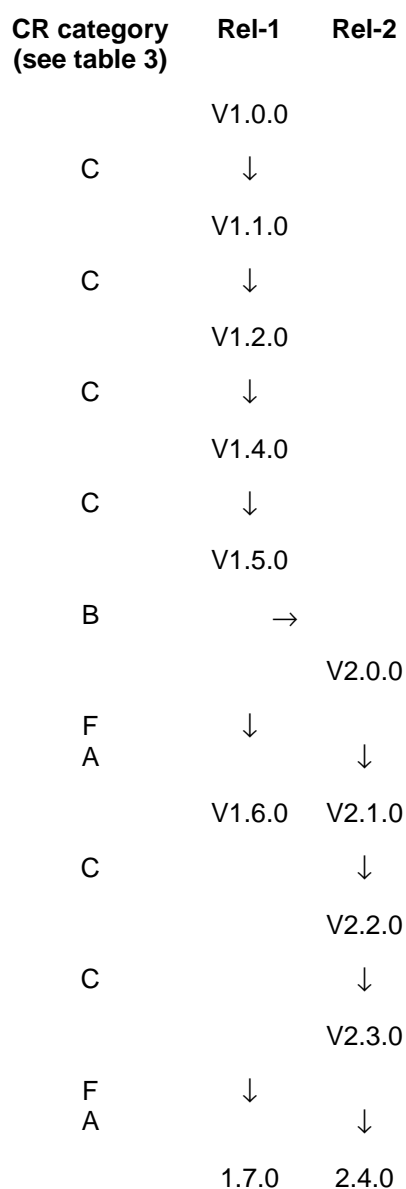 CR category Rel-1 Rel-2
(see table 3)
V1.0.0
C ↓
V1.1.0
C ↓
V1.2.0
C ↓
V1.4.0
C ↓
V1.5.0
B →
V2.0.0
F ↓
A ↓
V1.6.0 V2.1.0
C ↓
V2.2.0
C ↓
V2.3.0
F ↓
A ↓
1.7.0 2.4.0